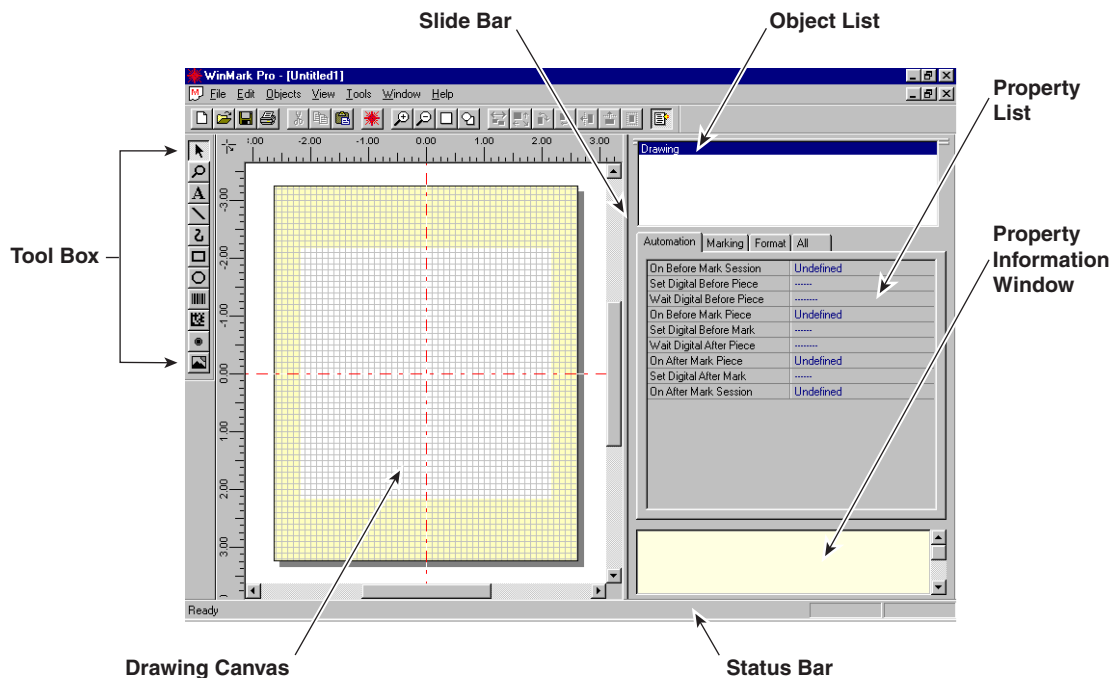 Slide Bar
Object List
WinMark Pro - [Untitled1]
File Edit Objects View Tools Window Help
Property
List
1.00 -2.00 -1.00 0.00 1.00 2.00 3.00
Drawing
A
-3.00
-2.00
-1.00
0.00
1.00
2.00
3.00
Tool Box
Automation Marking Format All
On Before Mark Session Undefined
Set Digital Before Piece ------
Wait Digital Before Piece --------
On Before Mark Piece Undefined
Set Digital Before Mark ------
Wait Digital After Piece --------
On After Mark Piece Undefined
Set Digital After Mark ------
On After Mark Session Undefined
Property
Information
Window
Ready
Drawing Canvas
Status Bar